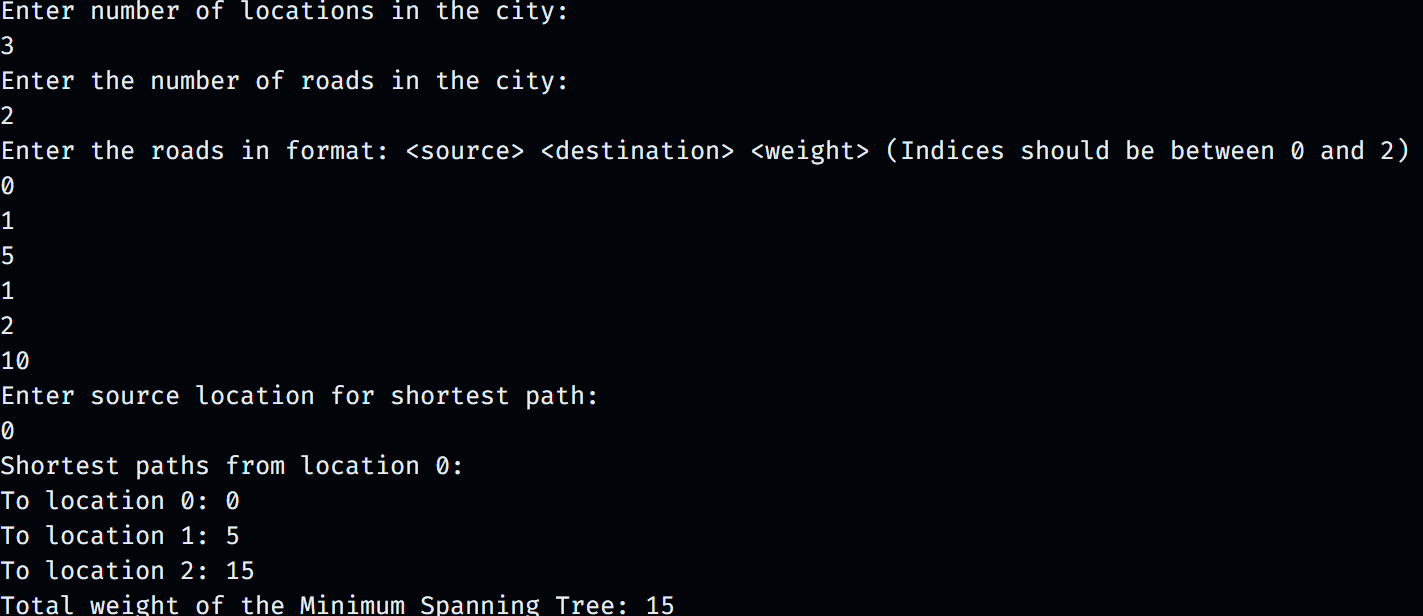 Enter number of locations in the city:
3
Enter the number of roads in the city:
2
Enter the roads in format: <source> <destination> <weight> (Indices should be between 0 and 2)
0
1
5
1
2
10
Enter source location for shortest path:
0
Shortest paths from location 0:
To location 0: 0
To location 1: 5
To location 2: 15
Total weight of the Minimum Spanning Tree: 15